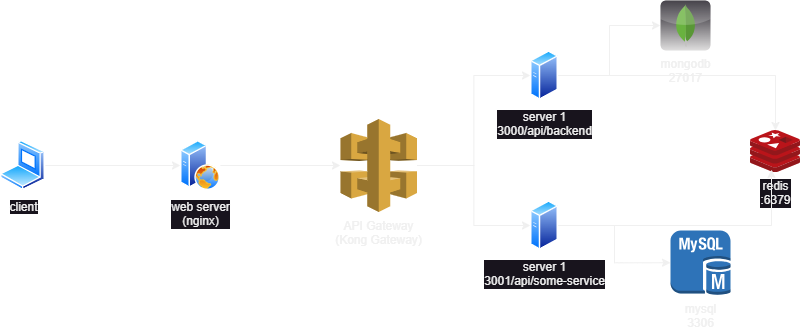 mongodb
27017
server 1
3000/api/backend
client
web server
(nginx)
API Gateway
(Kong Gateway)
redis
:6379
server 1
3001/api/some-service
MySQL
M
mysql
3306